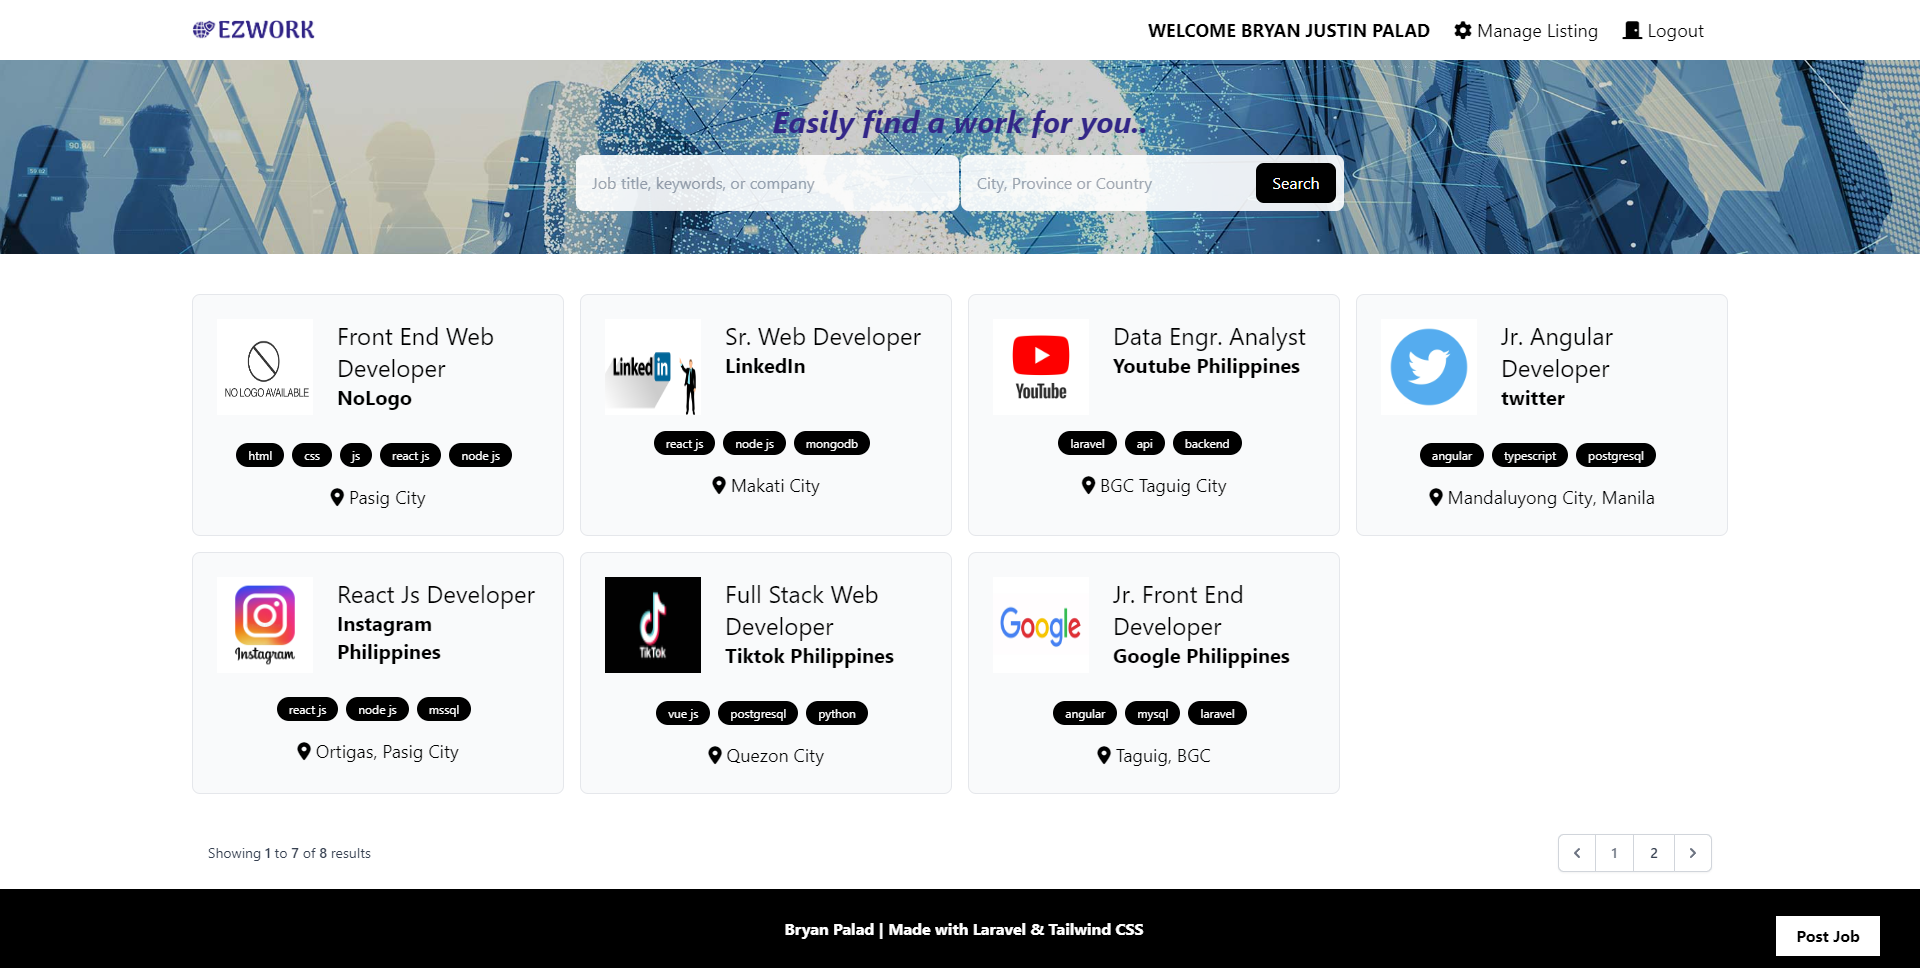 EZWORK
WELCOME BRYAN JUSTIN PALAD
Manage Listing
Logout
Easily find a work for you..
Job title, keywords, or company
City, Province or Country
Search
Front End Web
Developer
NoLogo
NO LOGO AVAILABLE
html css js react js node js
Pasig City
Sr. Web Developer
LinkedIn
Linked in
react js node js mongodb
Makati City
Data Engr. Analyst
Youtube Philippines
YouTube
laravel api backend
BGC Taguig City
Jr. Angular
Developer
twitter
angular typescript postgresql
Mandaluyong City, Manila
React Js Developer
Instagram
Philippines
Instagram
react js node js mssql
Ortigas, Pasig City
Full Stack Web
Developer
Tiktok Philippines
TikTok
vue js postgresql python
Quezon City
Jr. Front End
Developer
Google Philippines
Google
angular mysql laravel
Taguig, BGC
Showing 1 to 7 of 8 results
1 2
Bryan Palad | Made with Laravel & Tailwind CSS
Post Job